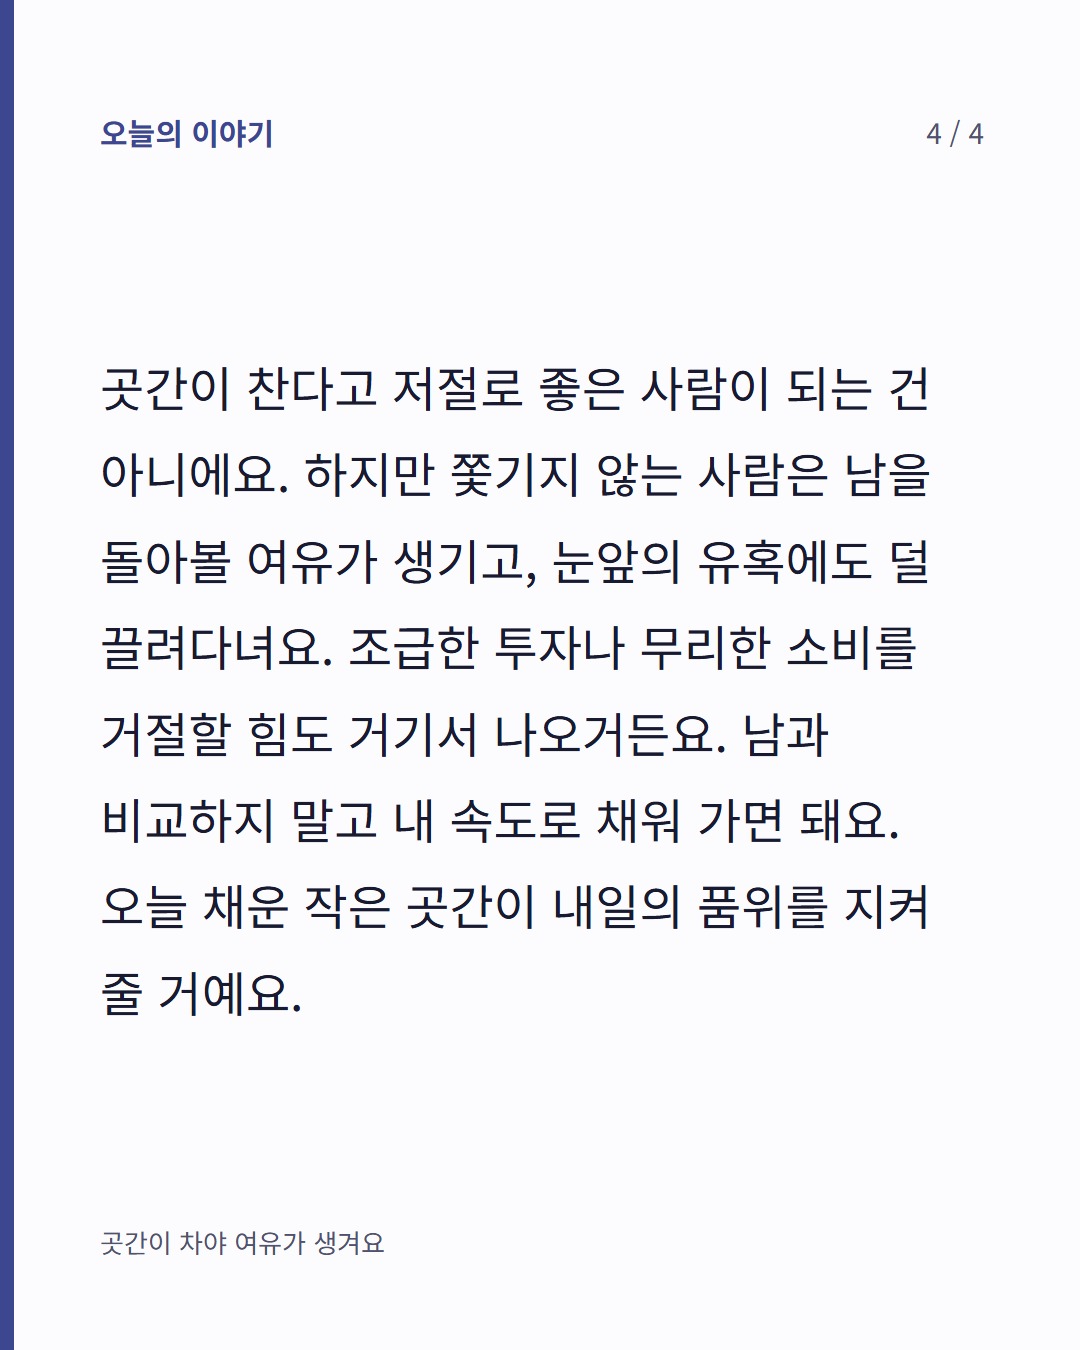 오늘의 이야기
4 / 4
곳간이 찬다고 저절로 좋은 사람이 되는 건
아니에요. 하지만 쫓기지 않는 사람은 남을
돌아볼 여유가 생기고, 눈앞의 유혹에도 덜
끌려다녀요. 조급한 투자나 무리한 소비를
거절할 힘도 거기서 나오거든요. 남과
비교하지 말고 내 속도로 채워 가면 돼요.
오늘 채운 작은 곳간이 내일의 품위를 지켜
줄 거예요.
곳간이 차야 여유가 생겨요